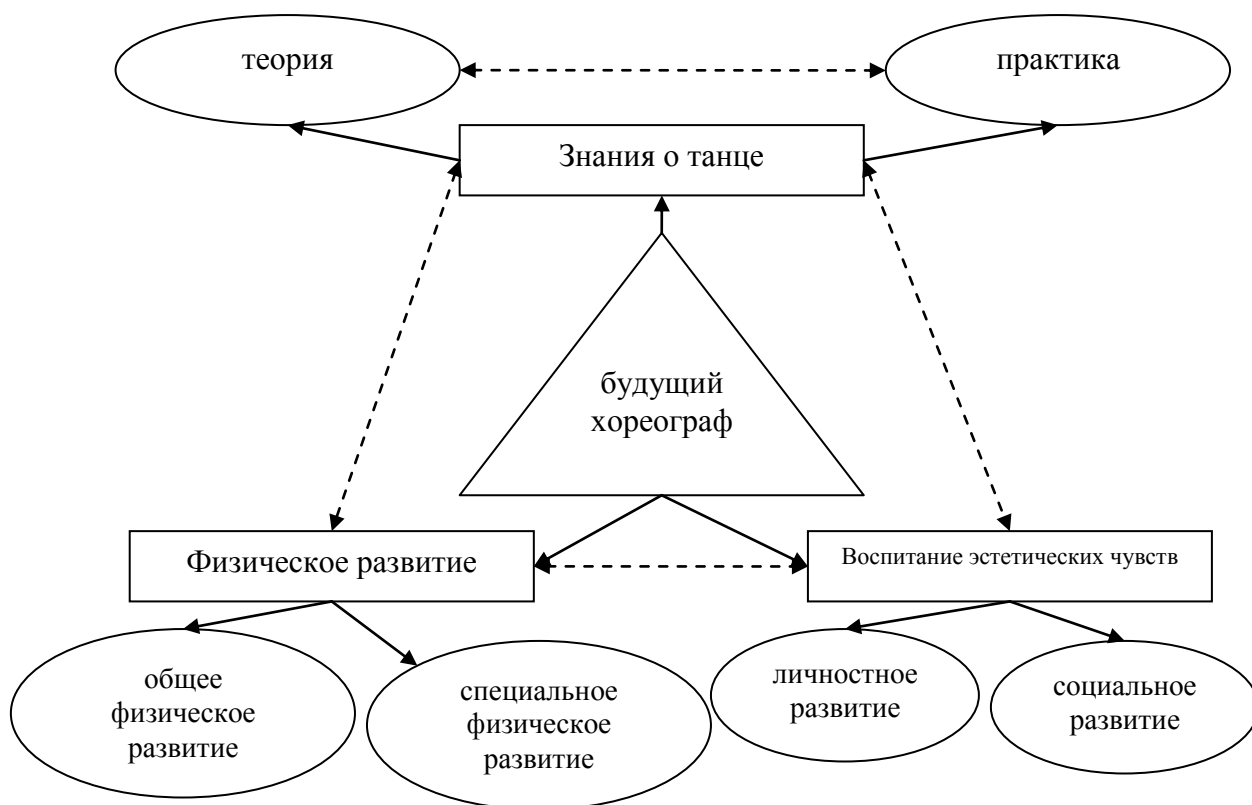 теория
практика
Знания о танце
будущий
хореограф
Физическое развитие
Воспитание эстетических чувств
общее
физическое
развитие
специальное
физическое
развитие
личностное
развитие
социальное
развитие